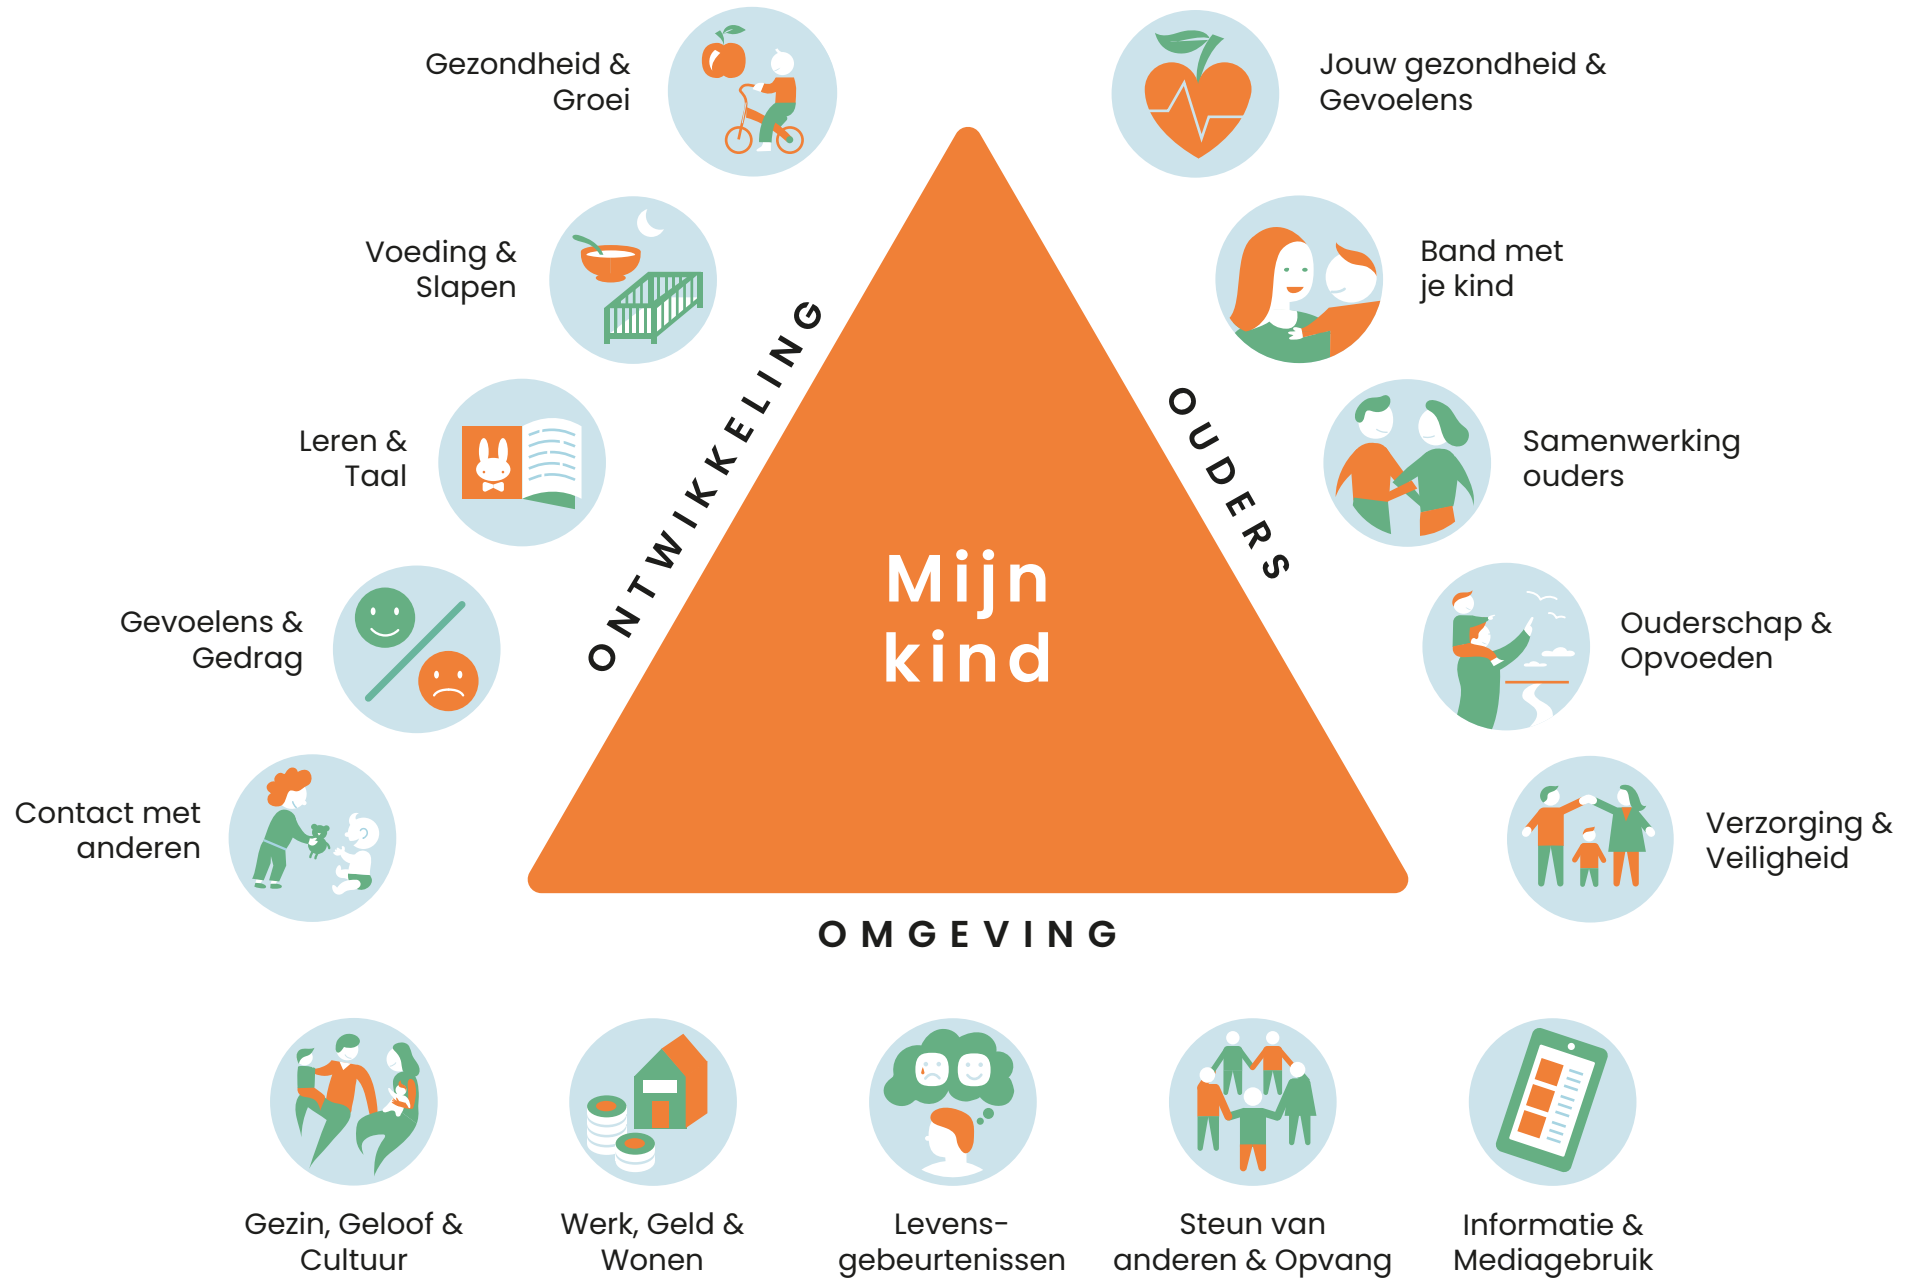 Gezondheid &
Groei
Voeding &
Slapen
Leren &
Taal
Gevoelens &
Gedrag
Contact met
anderen
ONTWIKKELING
Mijn
kind
OUDERS
Jouw gezondheid &
Gevoelens
Band met
je kind
Samenwerking
ouders
Ouderschap &
Opvoeden
Verzorging &
Veiligheid
OMGEVING
Gezin, Geloof &
Cultuur
Werk, Geld &
Wonen
Levens-
gebeurtenissen
Steun van
anderen & Opvang
Informatie &
Mediagebruik